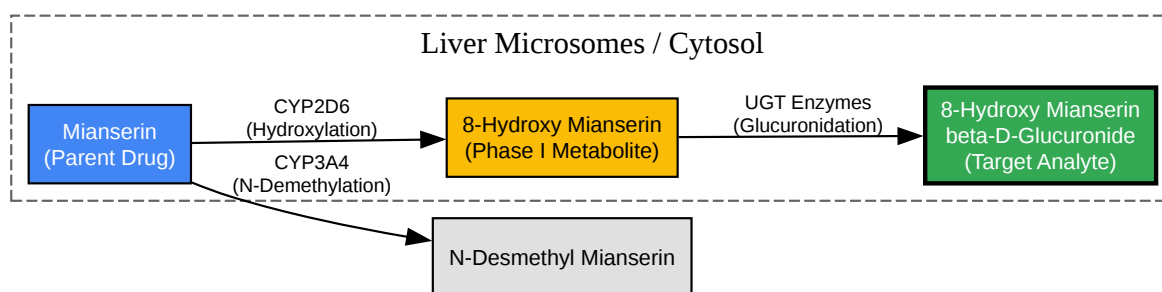 Liver Microsomes / Cytosol
Mianserin
(Parent Drug)
CYP2D6
(Hydroxylation)
CYP3A4
(N-Demethylation)
8-Hydroxy Mianserin
(Phase I Metabolite)
UGT Enzymes
(Glucuronidation)
8-Hydroxy Mianserin
beta-D-Glucuronide
(Target Analyte)
N-Desmethyl Mianserin